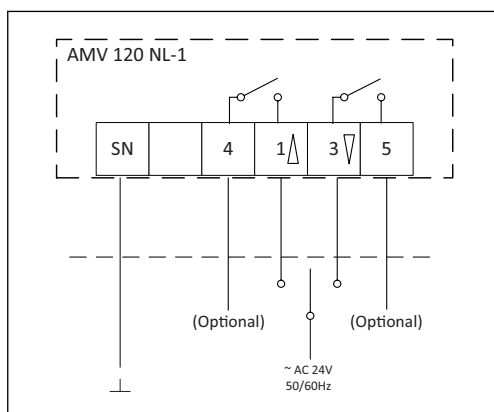 AMV 120 NL-1
SN 4 1 3 5
(Optional) (Optional)
~ AC 24V
50/60Hz